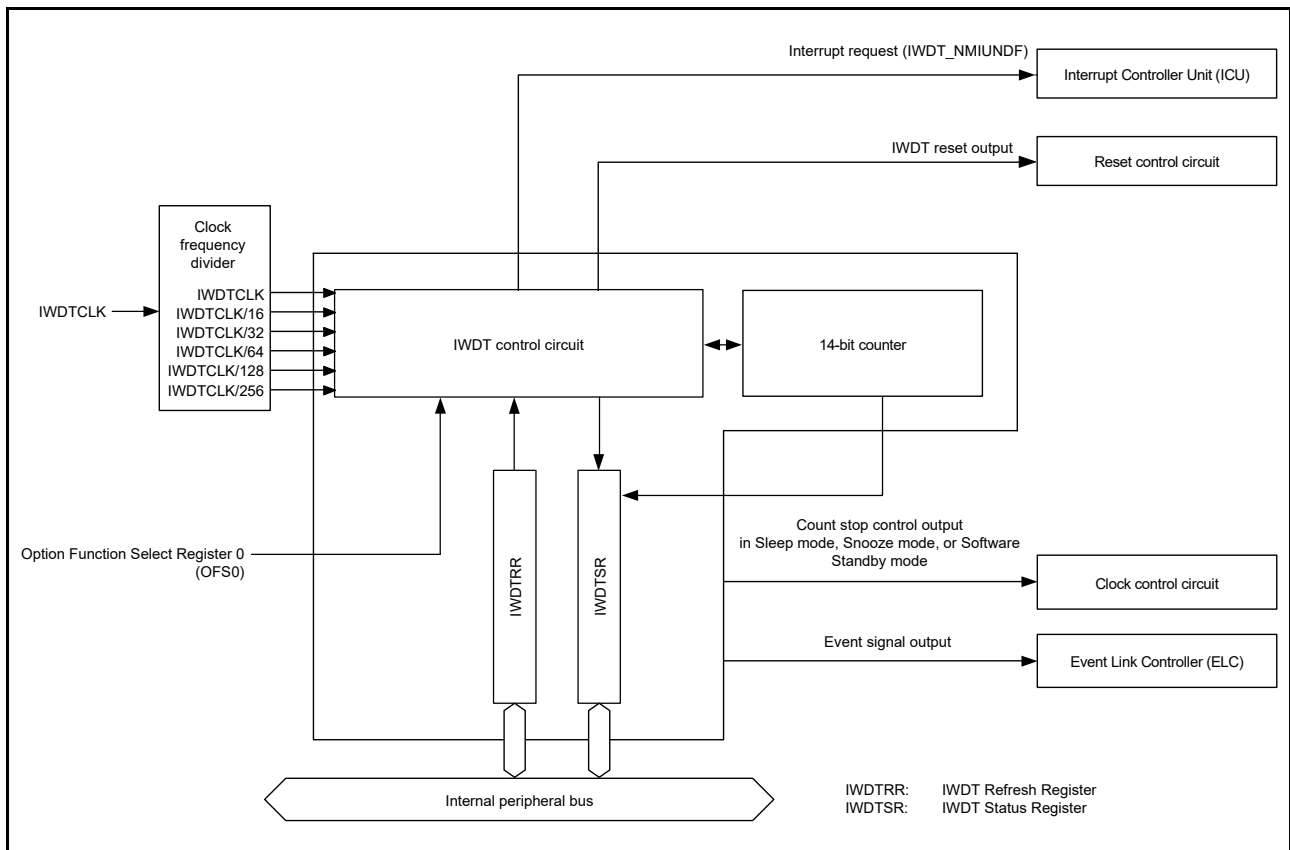 Interrupt request (IWDT_NMIUNDF)
Interrupt Controller Unit (ICU)
IWDT reset output
Reset control circuit
Clock
frequency
divider
IWDTCLK
IWDTCLK
IWDTCLK/16
IWDTCLK/32
IWDTCLK/64
IWDTCLK/128
IWDTCLK/256
IWDT control circuit
14-bit counter
Option Function Select Register 0
(OFS0)
IWDTRR
IWDTSR
Count stop control output
in Sleep mode, Snooze mode, or Software
Standby mode
Clock control circuit
Event signal output
Event Link Controller (ELC)
Internal peripheral bus
IWDTRR: IWDT Refresh Register
IWDTSR: IWDT Status Register